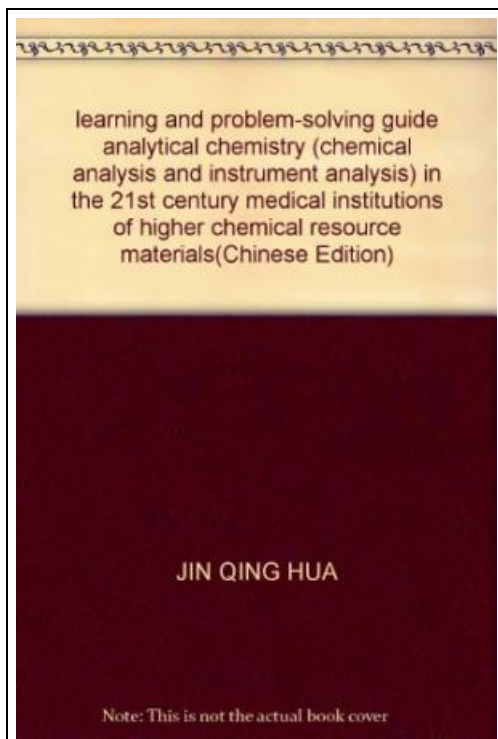 learning and problem-solving guide
analytical chemistry (chemical
analysis and instrument analysis) in
the 21st century medical institutions
of higher chemical resource
materials(Chinese Edition)
JIN QING HUA
Note: This is not the actual book cover